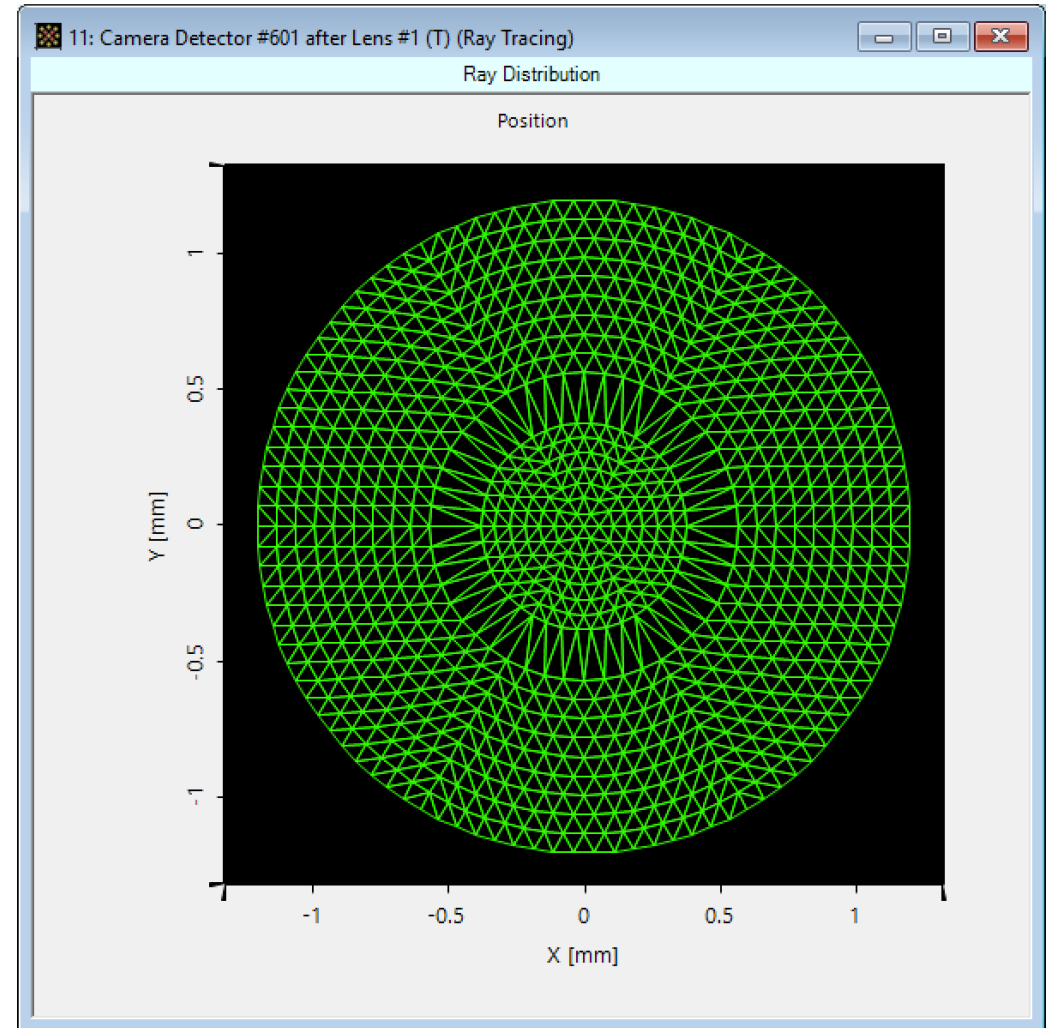 11: Camera Detector #601 after Lens #1 (T) (Ray Tracing)
Ray Distribution
Position
1
0.5
0
-0.5
-1
Y [mm]
-1 -0.5 0 0.5 1
X [mm]